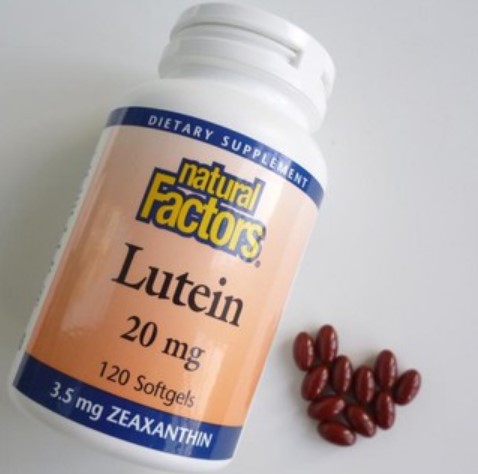 DIETARY SUPPLEMENT
natural
Factors
Lutein
20 mg
120 Softgels
3.5 mg ZEAXANTHIN